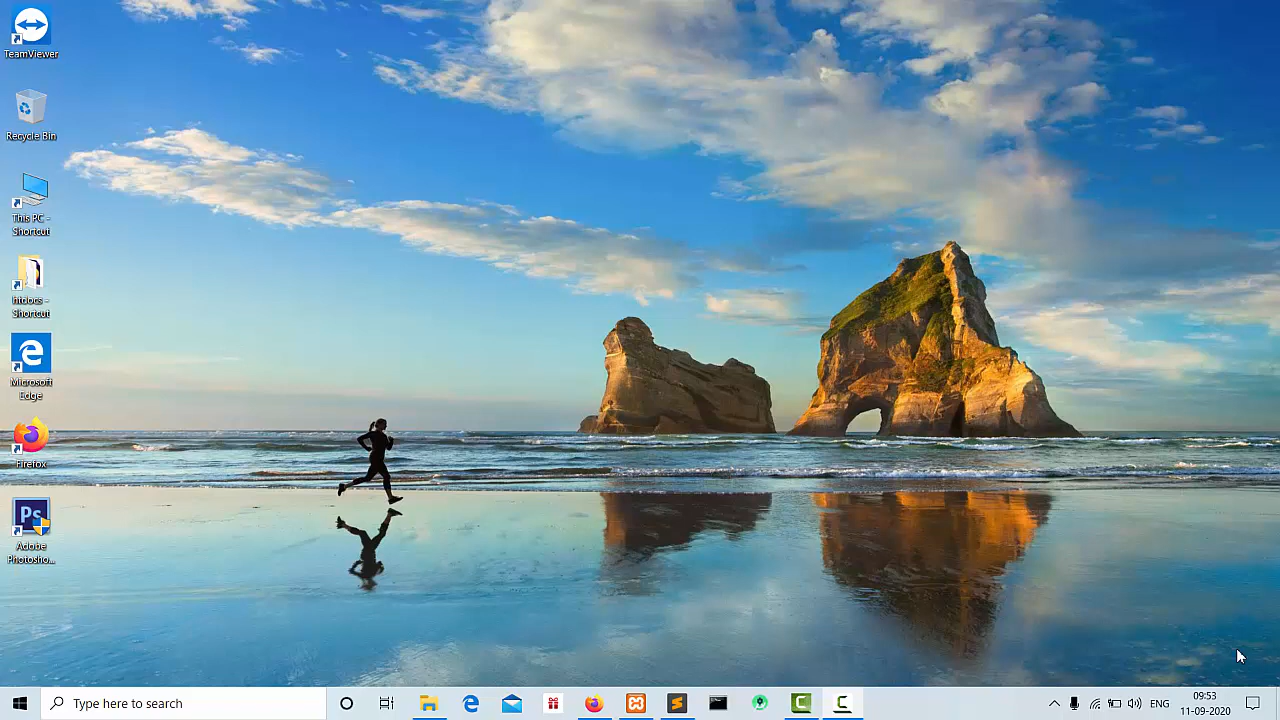 TeamViewer
Recycle Bin
This PC -
Shortcut
htdocs -
Shortcut
Microsoft
Edge
Firefox
Ps
Adobe
Photosho...
Type here to search
ENG
09:53
11-09-2020